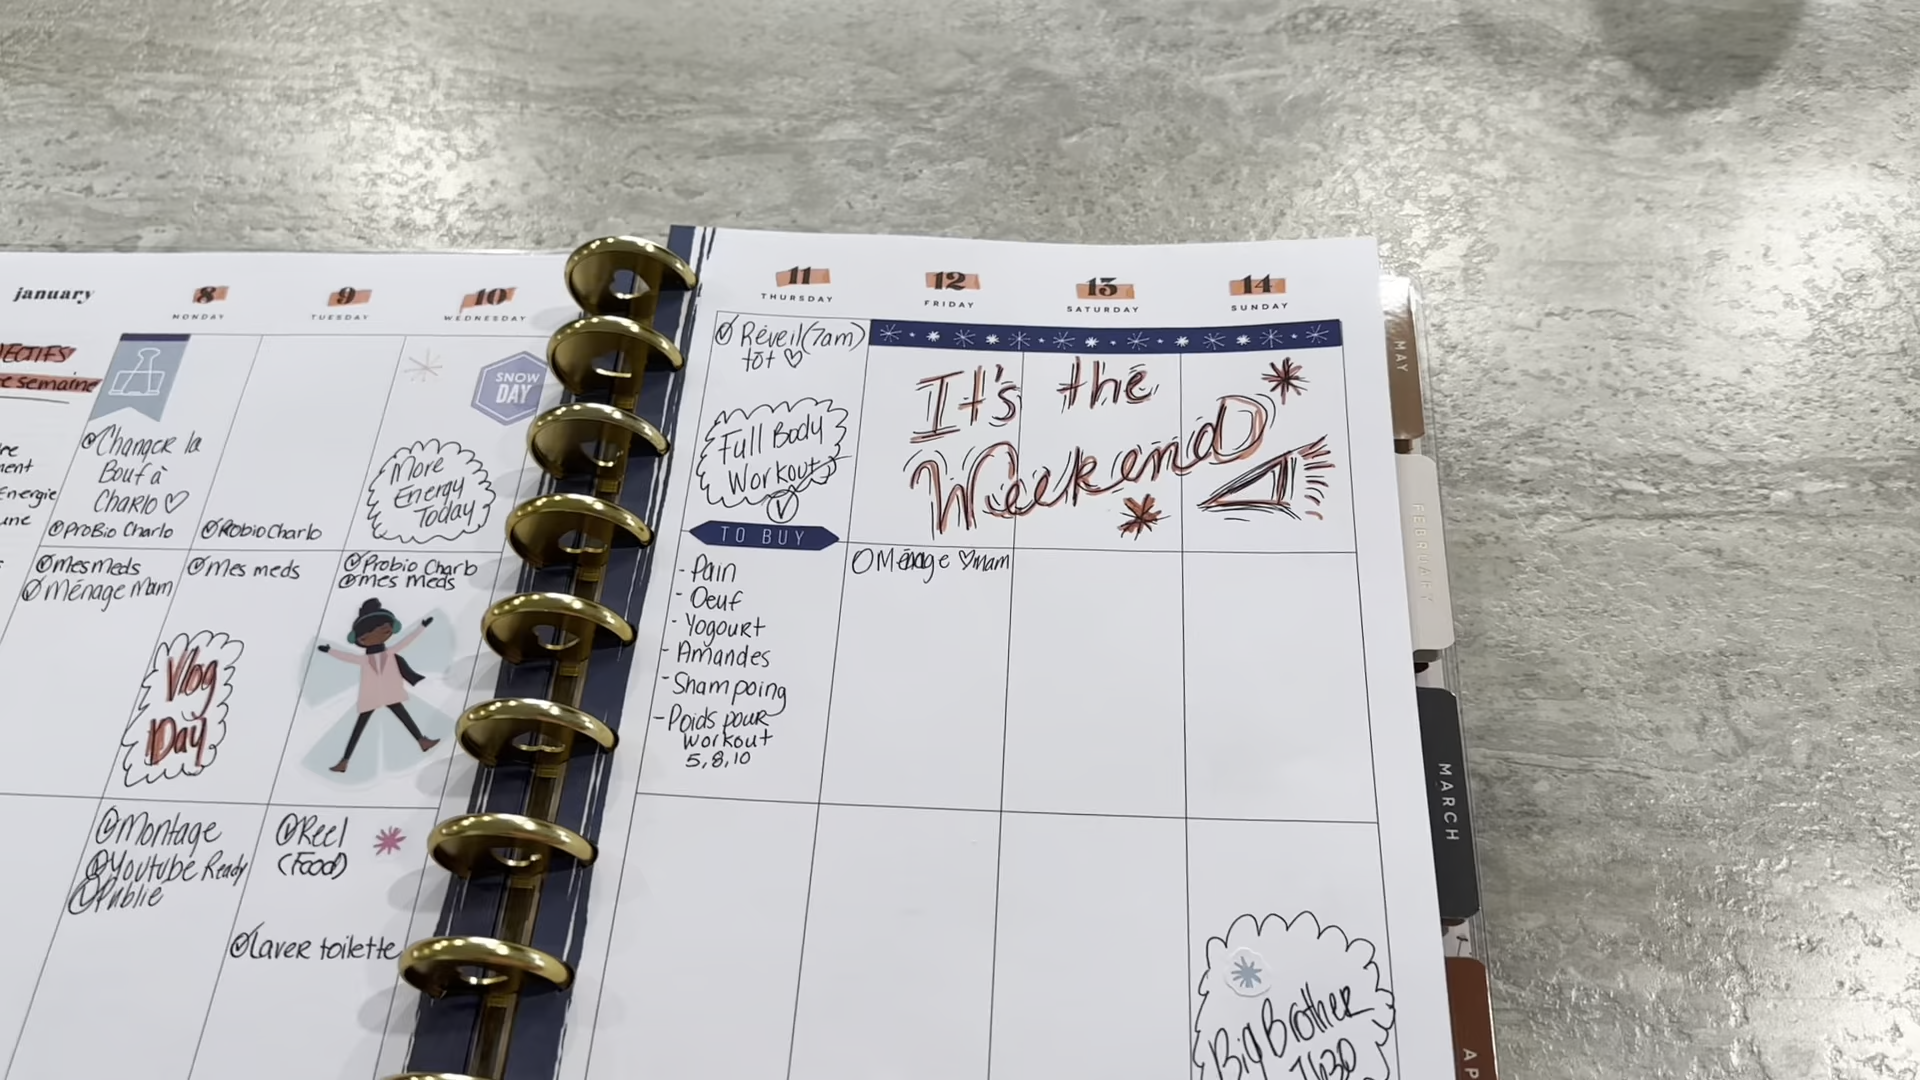 january
8
MONDAY
9
TUESDAY
10
WEDNESDAY
semaine
Energie
Changer la
Bouf à
Charlo ♡
ProBio Charlo
Mes meds
Ménage Mam
Probio Charlo
Mes meds
Vlog
Day
Montage
Youtube Ready
Publie
SNOW
DAY
More
Energy
Today
Probio Charb
mes meds
Reel
(Food)
Laver toilette
11
THURSDAY
12
FRIDAY
13
SATURDAY
14
SUNDAY
Réveil (7am)
tôt ♡
Full Body
Workout
TO BUY
- Pain
- Oeuf
- Yogourt
- Amandes
- Shampoing
- Poids pour
Workout
5, 8, 10
It's the
Weekend
Ménage ♡ mam
Big Brother
MAY
FEBRUARY
MARCH
AP